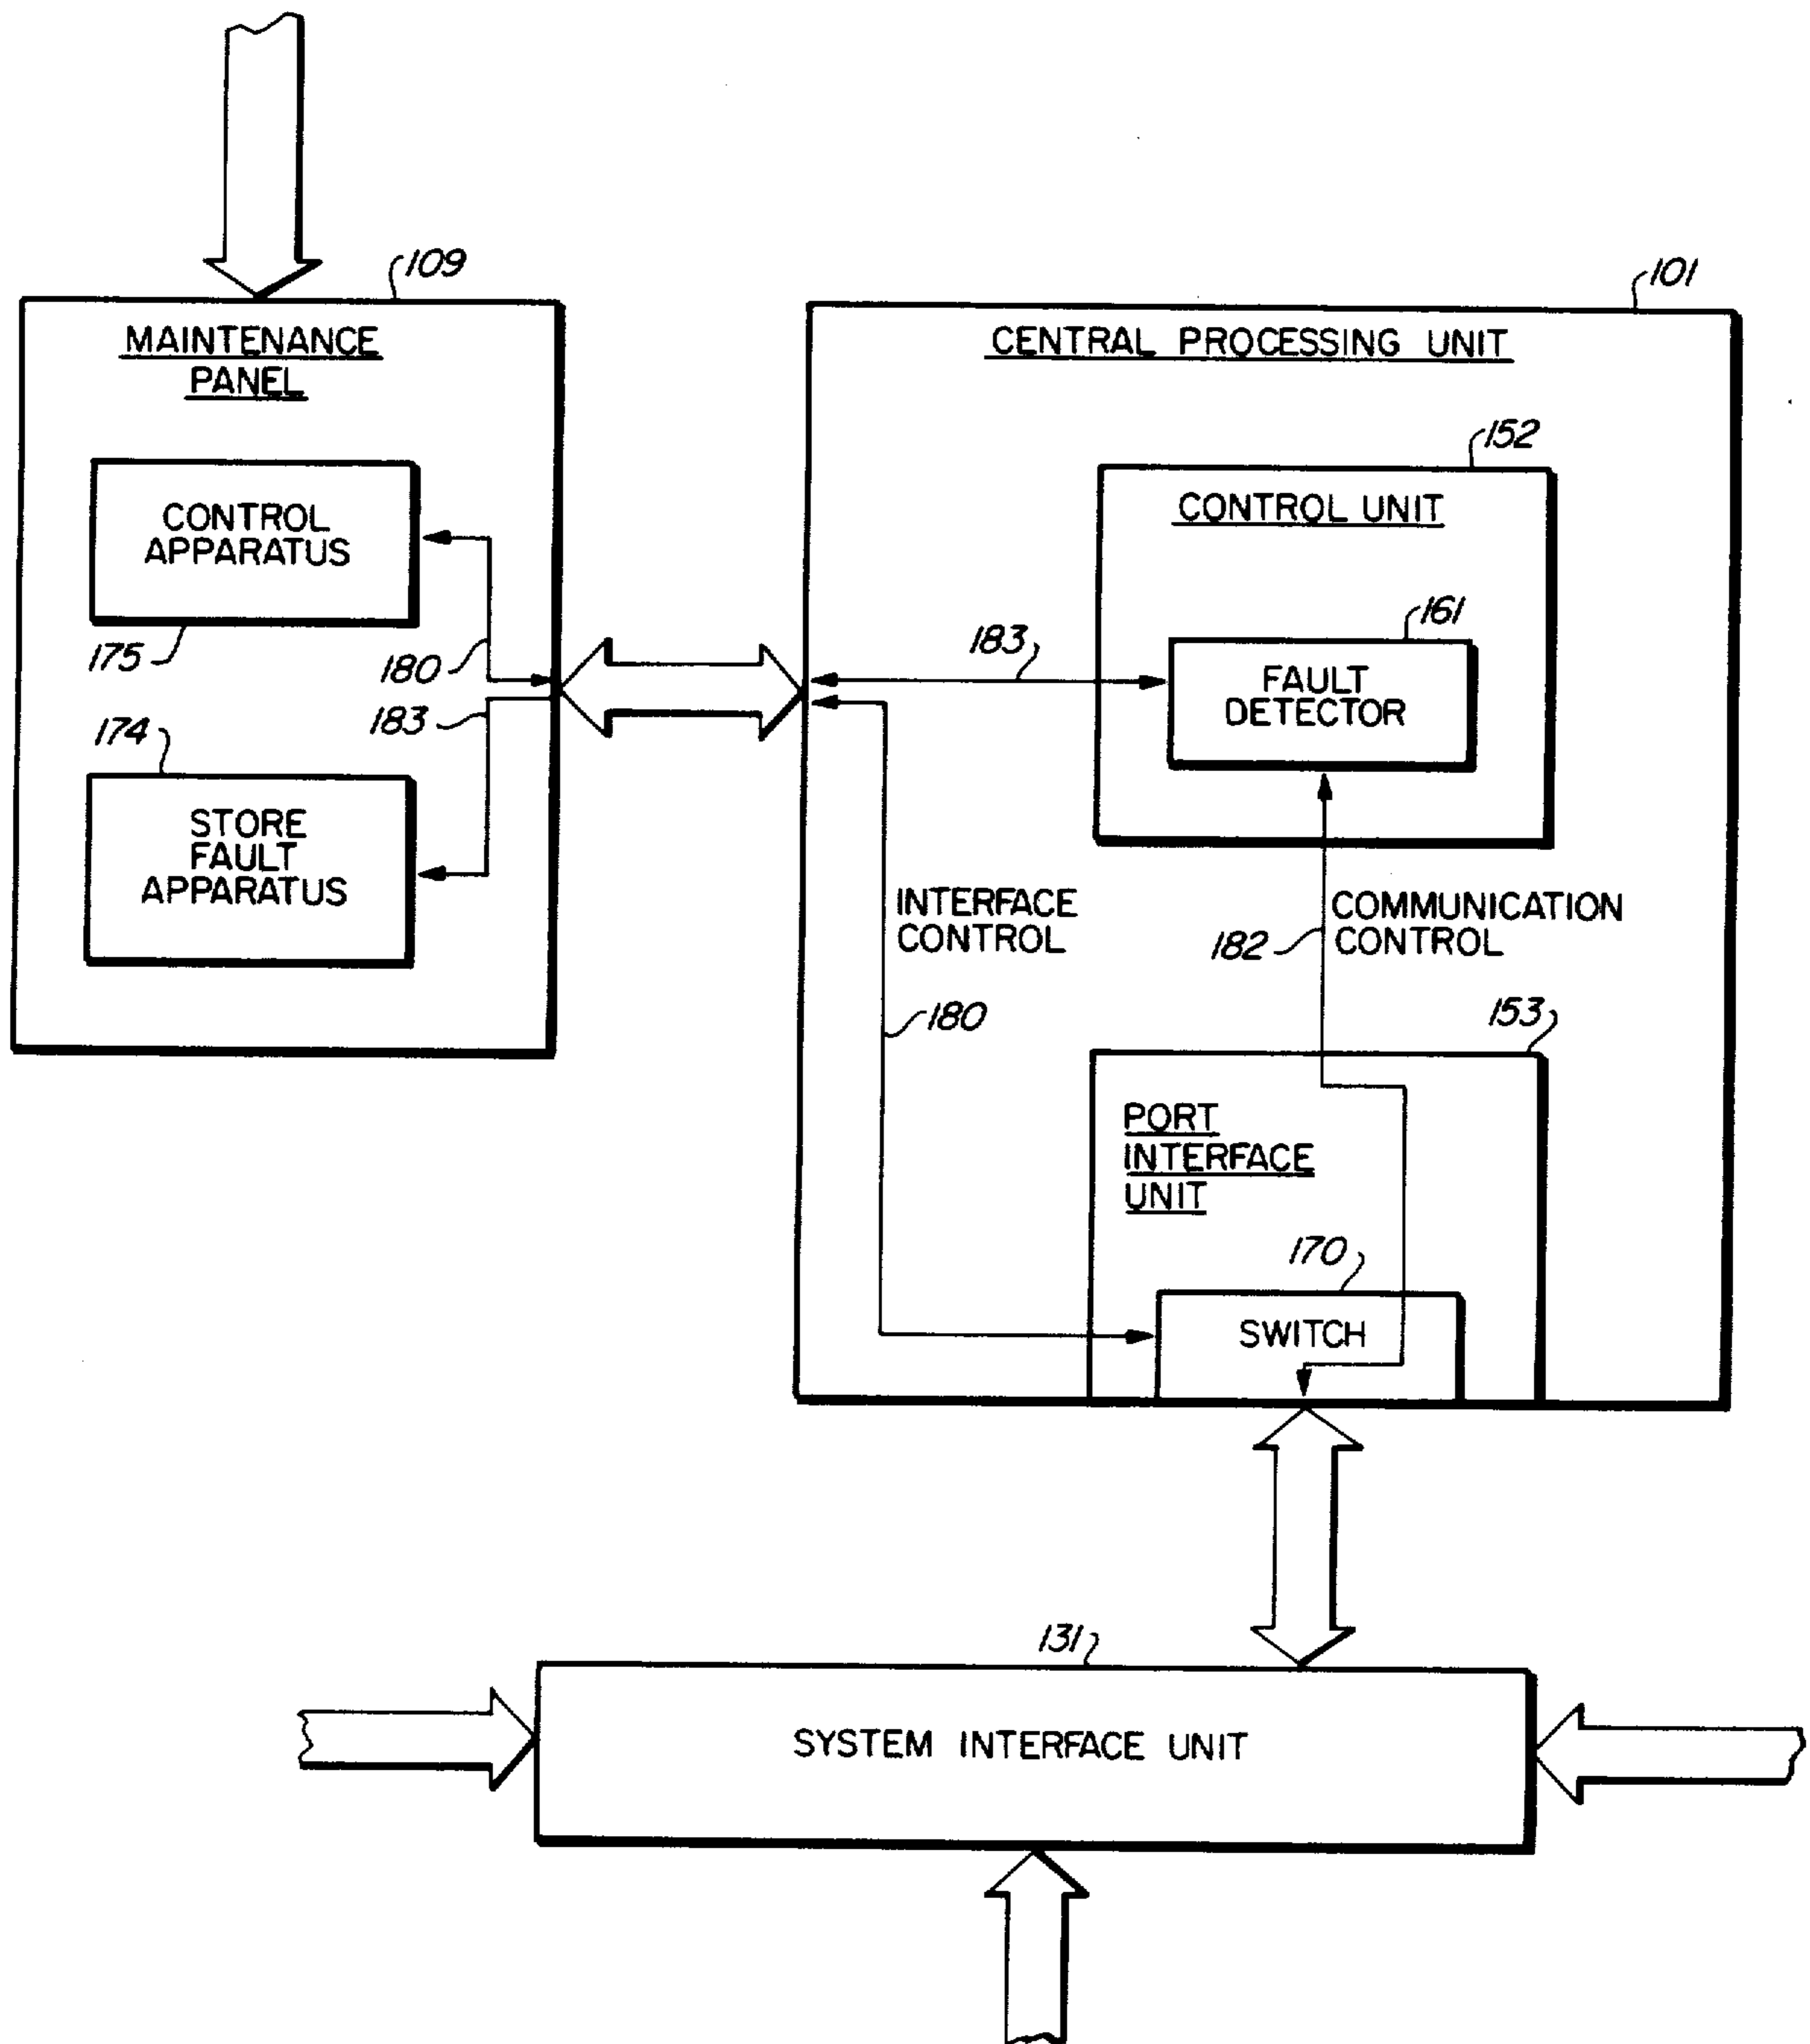 109
MAINTENANCE
PANEL
CONTROL
APPARATUS
175
180
183
174
STORE
FAULT
APPARATUS
101
CENTRAL PROCESSING UNIT
152
CONTROL UNIT
161
183
FAULT
DETECTOR
INTERFACE
CONTROL
180
182
COMMUNICATION
CONTROL
153
PORT
INTERFACE
UNIT
170
SWITCH
131
SYSTEM INTERFACE UNIT